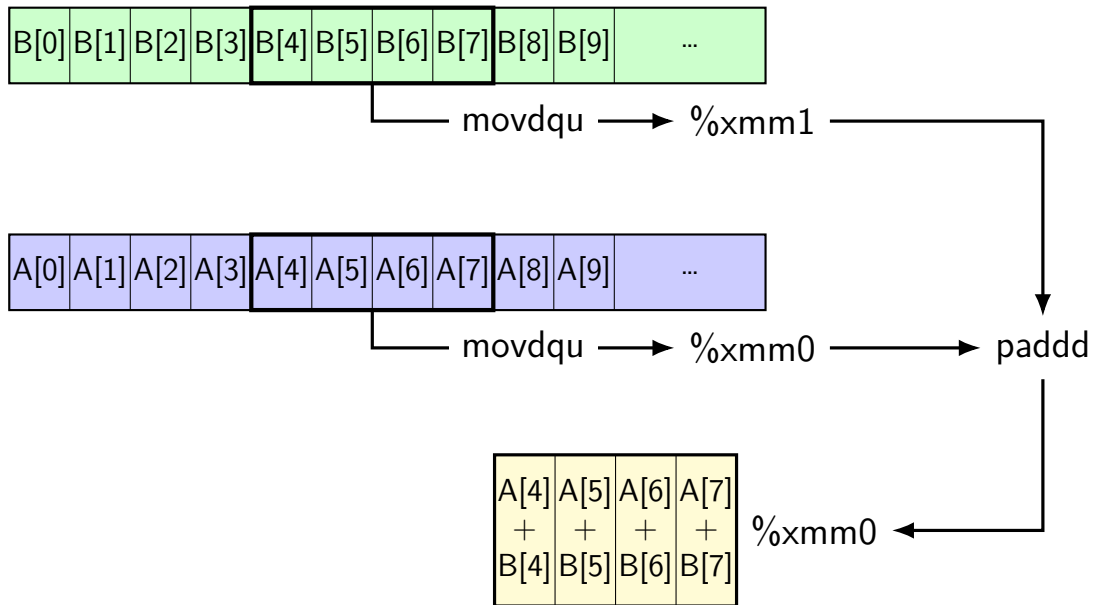 B[0] B[1] B[2] B[3] B[4] B[5] B[6] B[7] B[8] B[9] ...
movdqu %xmm1
A[0] A[1] A[2] A[3] A[4] A[5] A[6] A[7] A[8] A[9] ...
movdqu %xmm0 paddd
A[4] A[5] A[6] A[7]
+ + + + %xmm0
B[4] B[5] B[6] B[7]